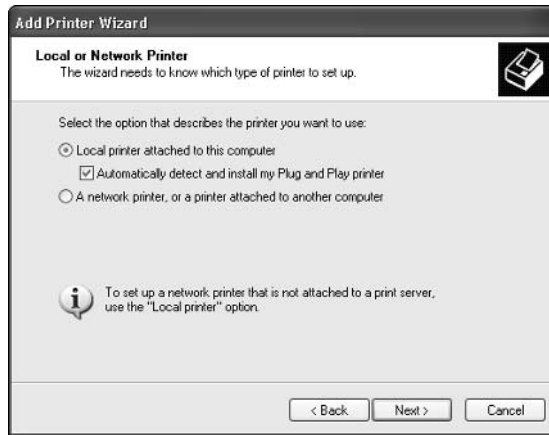 Add Printer Wizard
Local or Network Printer
The wizard needs to know which type of printer to set up.
Select the option that describes the printer you want to use:
Local printer attached to this computer
Automatically detect and install my Plug and Play printer
A network printer, or a printer attached to another computer
To set up a network printer that is not attached to a print server,
use the "Local printer" option.
< Back
Next >
Cancel